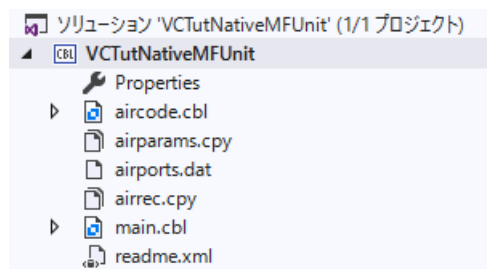 ソリューション 'VCTutNativeMFUnit' (1/1 プロジェクト)
CBL VCTutNativeMFUnit
Properties
aircode.cbl
airparams.cpy
airports.dat
airrec.cpy
main.cbl
readme.xml